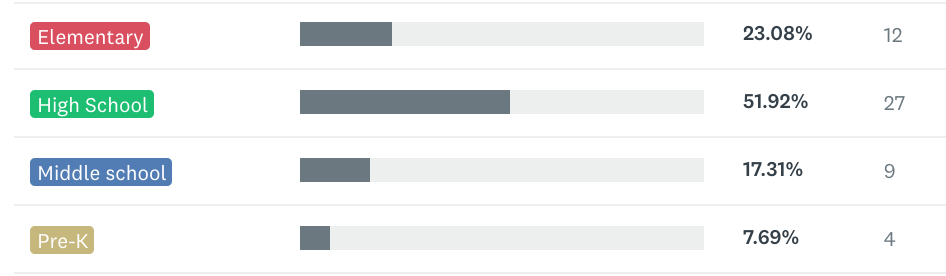 Elementary 23.08% 12
High School 51.92% 27
Middle school 17.31% 9
Pre-K 7.69% 4